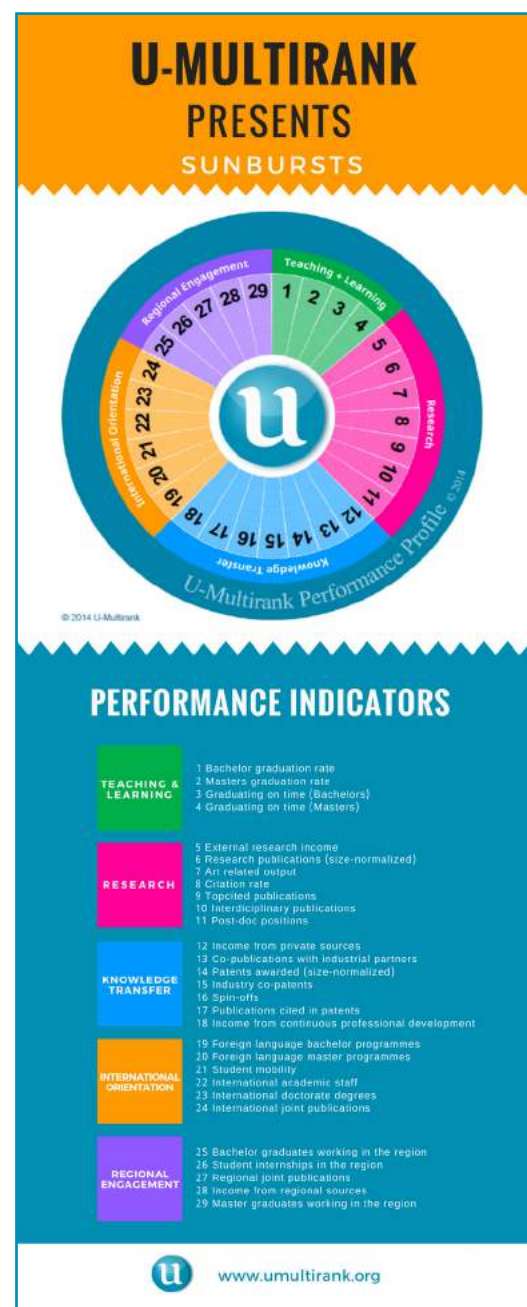 U-MULTIRANK
PRESENTS
SUNBURSTS
Teaching + Learning
1 2 3 4
Research
5 6 7 8 9 10 11
Knowledge Transfer
12 13 14 15 16 17 18
International Orientation
19 20 21 22 23 24
Regional Engagement
25 26 27 28 29
u
U-Multirank Performance Profile © 2014
© 2014 U-Multirank
PERFORMANCE INDICATORS
TEACHING &
LEARNING
1 Bachelor graduation rate
2 Masters graduation rate
3 Graduating on time (Bachelors)
4 Graduating on time (Masters)
RESEARCH
5 External research income
6 Research publications (size-normalized)
7 Art related output
8 Citation rate
9 Topcited publications
10 Interdiciplinary publications
11 Post-doc positions
KNOWLEDGE
TRANSFER
12 Income from private sources
13 Co-publications with industrial partners
14 Patents awarded (size-normalized)
15 Industry co-patents
16 Spin-offs
17 Publications cited in patents
18 Income from continuous professional development
INTERNATIONAL
ORIENTATION
19 Foreign language bachelor programmes
20 Foreign language master programmes
21 Student mobility
22 International academic staff
23 International doctorate degrees
24 International joint publications
REGIONAL
ENGAGEMENT
25 Bachelor graduates working in the region
26 Student internships in the region
27 Regional joint publications
28 Income from regional sources
29 Master graduates working in the region
u
www.umultirank.org